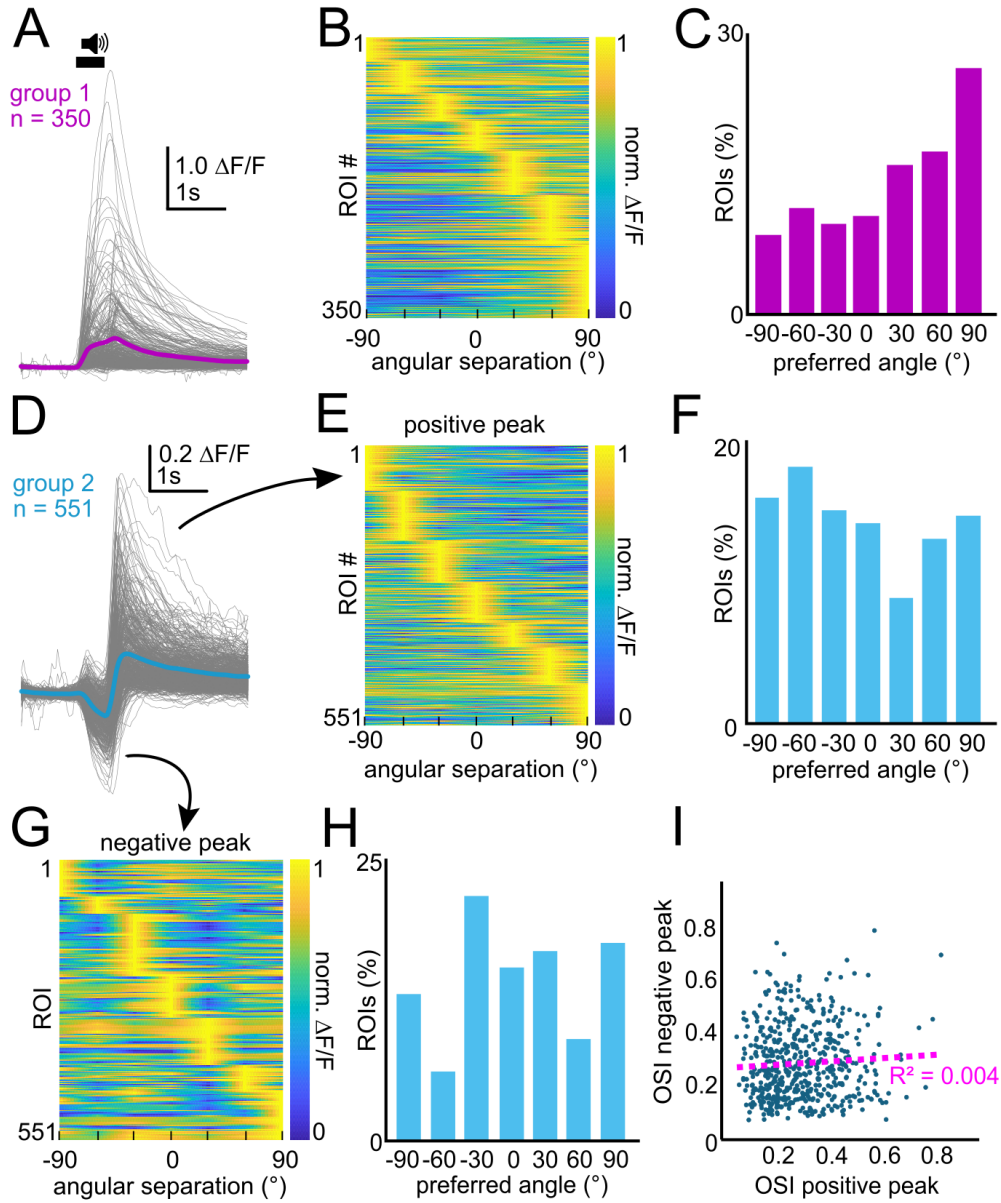 A
group 1
n = 350
1.0 ΔF/F
1s
B
1
ROI #
350
-90
0
90
angular separation (°)
1
norm. ΔF/F
0
C
30
ROIs (%)
0
-90 -60 -30 0 30 60 90
preferred angle (°)
D
group 2
n = 551
0.2 ΔF/F
1s
E
positive peak
1
ROI #
551
-90
0
90
angular separation (°)
1
norm. ΔF/F
0
F
20
ROIs (%)
0
-90 -60 -30 0 30 60 90
preferred angle (°)
G
negative peak
1
ROI
551
-90
0
90
angular separation (°)
1
norm. ΔF/F
0
H
25
ROIs (%)
0
-90 -60 -30 0 30 60 90
preferred angle (°)
I
OSI negative peak
0.8
0.6
0.4
0.2
0
R² = 0.004
0.2 0.4 0.6 0.8
OSI positive peak